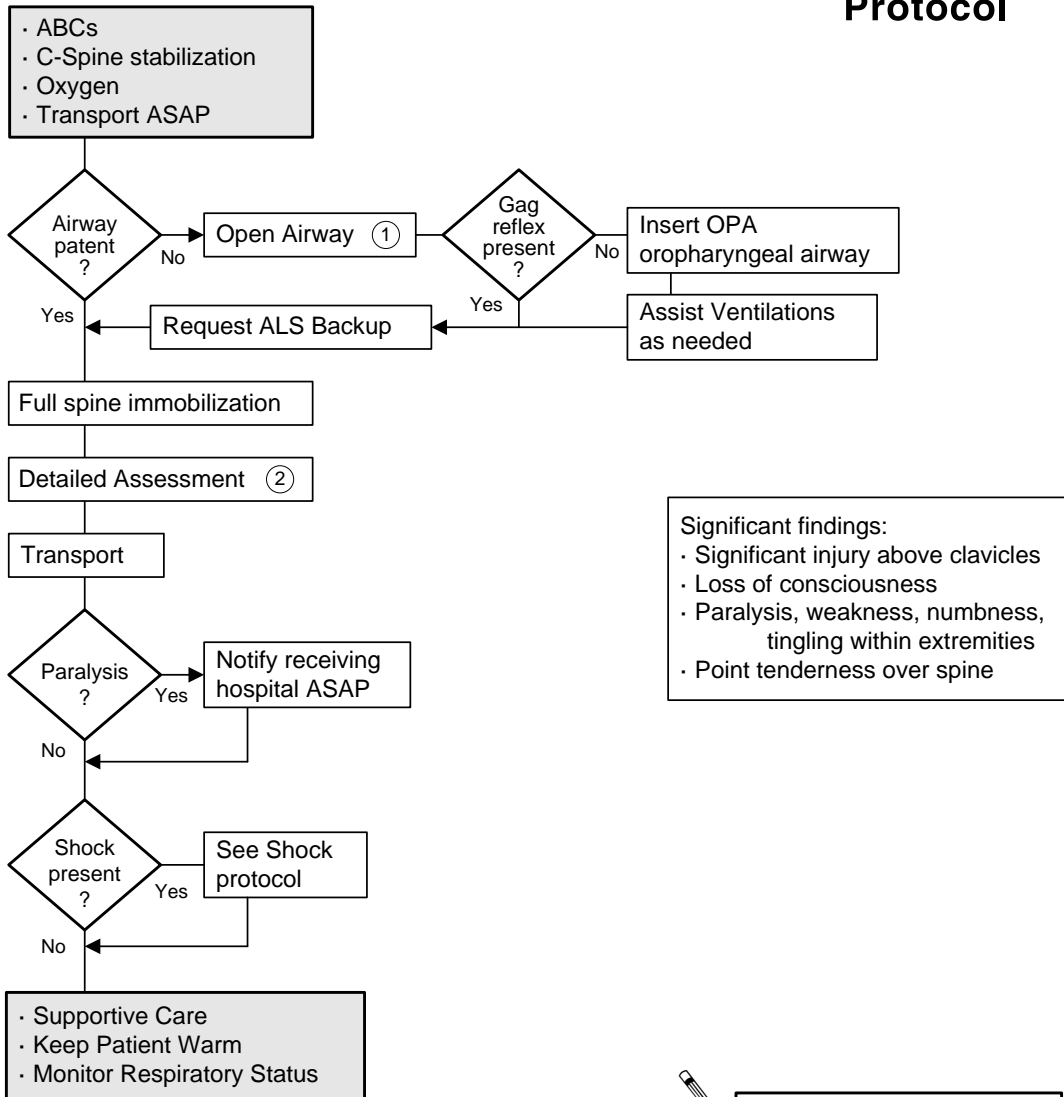 Protocol
· ABCs
· C-Spine stabilization
· Oxygen
· Transport ASAP
Airway
patent
?
No
Yes
Open Airway 1
Gag
reflex
present
?
No
Yes
Insert OPA
oropharyngeal airway
Assist Ventilations
as needed
Request ALS Backup
Full spine immobilization
Detailed Assessment 2
Transport
Significant findings:
· Significant injury above clavicles
· Loss of consciousness
· Paralysis, weakness, numbness,
tingling within extremities
· Point tenderness over spine
Paralysis
?
Yes
No
Notify receiving
hospital ASAP
Shock
present
?
Yes
No
See Shock
protocol
· Supportive Care
· Keep Patient Warm
· Monitor Respiratory Status